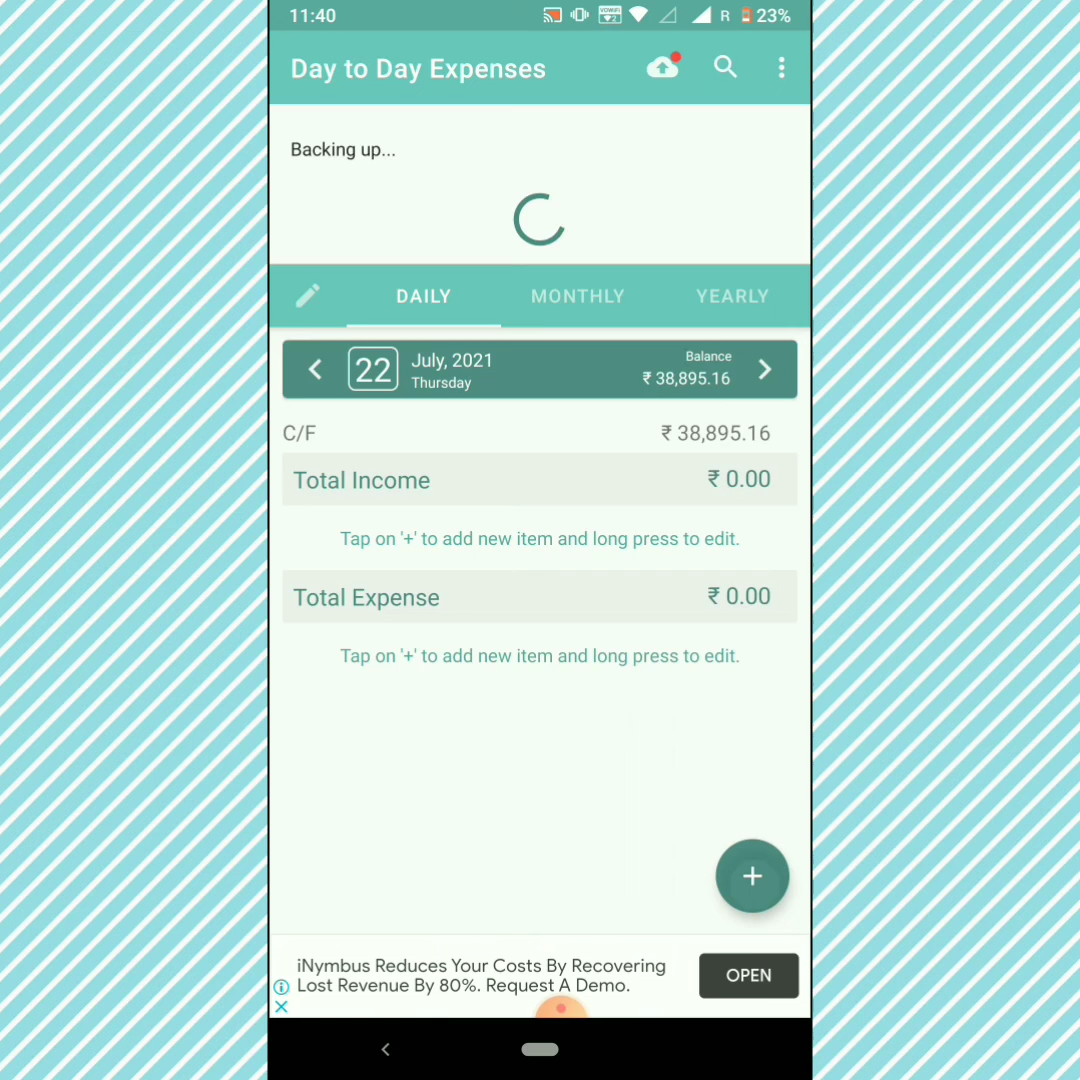 11:40
VOWIFI
2
R
23%
Day to Day Expenses
Backing up...
DAILY
MONTHLY
YEARLY
22
July, 2021
Thursday
Balance
₹ 38,895.16
C/F
₹ 38,895.16
Total Income
₹ 0.00
Tap on '+' to add new item and long press to edit.
Total Expense
₹ 0.00
Tap on '+' to add new item and long press to edit.
+
iNymbus Reduces Your Costs By Recovering
Lost Revenue By 80%. Request A Demo.
OPEN